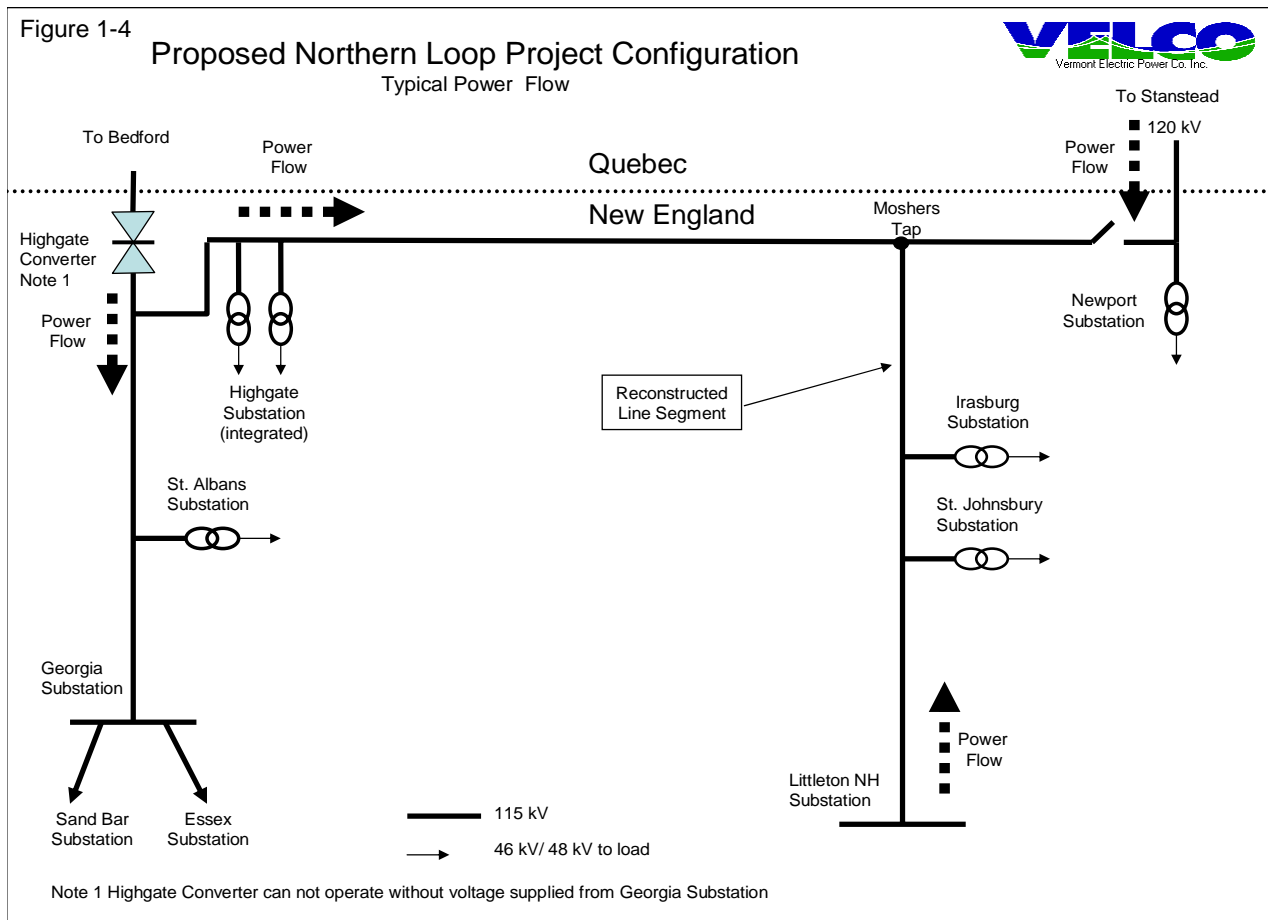 Figure 1-4
Proposed Northern Loop Project Configuration
Typical Power Flow
VELCO
Vermont Electric Power Co. Inc.
To Stanstead
120 kV
To Bedford
Power
Flow
Quebec
Power
Flow
New England
Moshers
Tap
Highgate
Converter
Note 1
Power
Flow
Newport
Substation
Highgate
Substation
(integrated)
Reconstructed
Line Segment
Irasburg
Substation
St. Albans
Substation
St. Johnsbury
Substation
Georgia
Substation
Power
Flow
Littleton NH
Substation
Sand Bar
Substation
Essex
Substation
115 kV
46 kV/ 48 kV to load
Note 1 Highgate Converter can not operate without voltage supplied from Georgia Substation